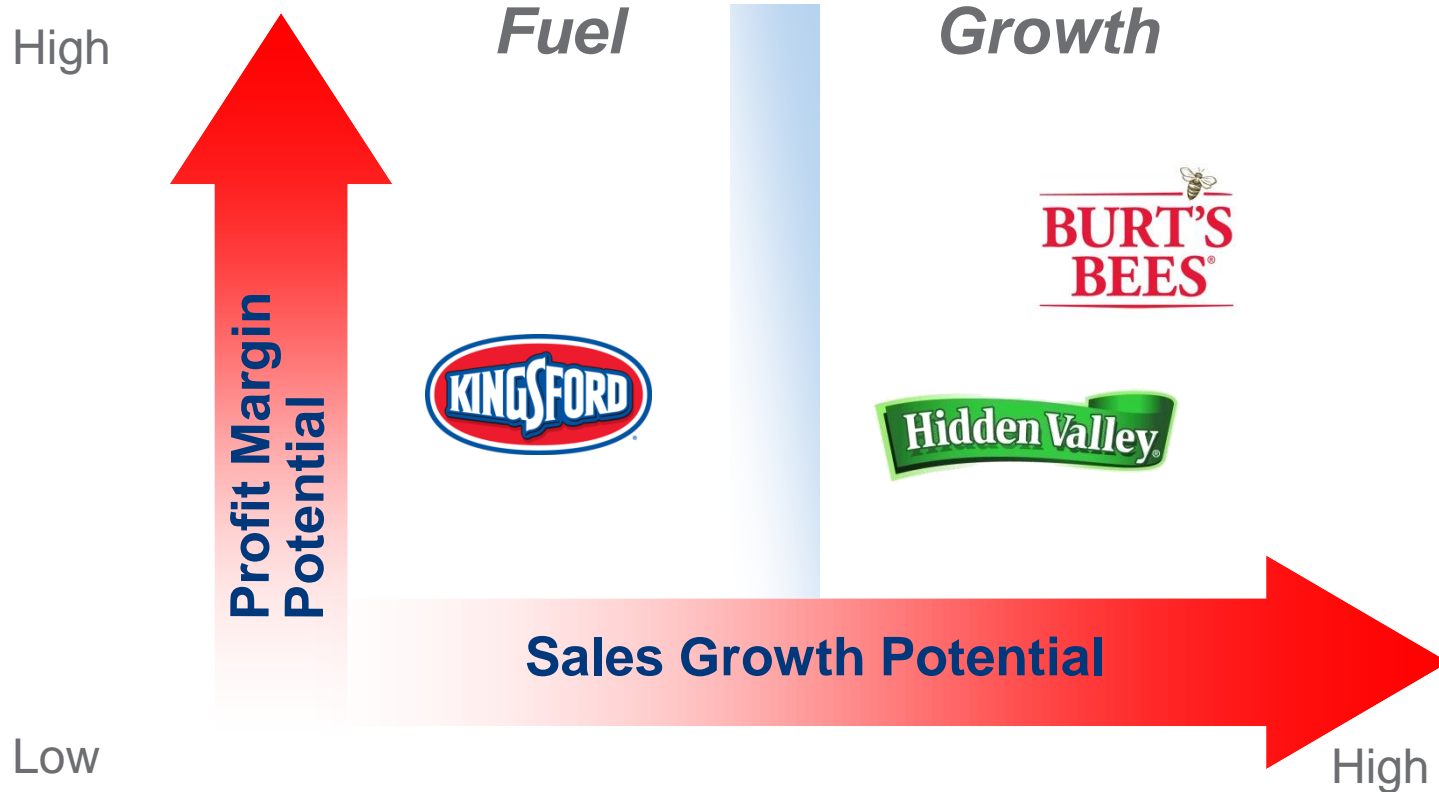 High
Fuel
Growth
BURT'S
BEES®
KINGSFORD®
Hidden Valley®
Profit Margin
Potential
Sales Growth Potential
Low
High